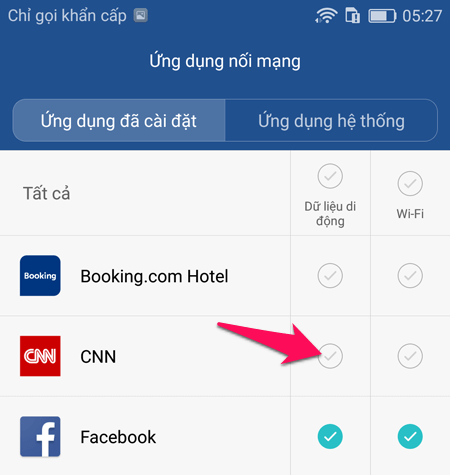 Chỉ gọi khẩn cấp 05:27
Ứng dụng nối mạng
Ứng dụng đã cài đặt Ứng dụng hệ thống
Tất cả
Dữ liệu di
động
Wi-Fi
Booking
Booking.com Hotel
CNN
CNN
f
Facebook